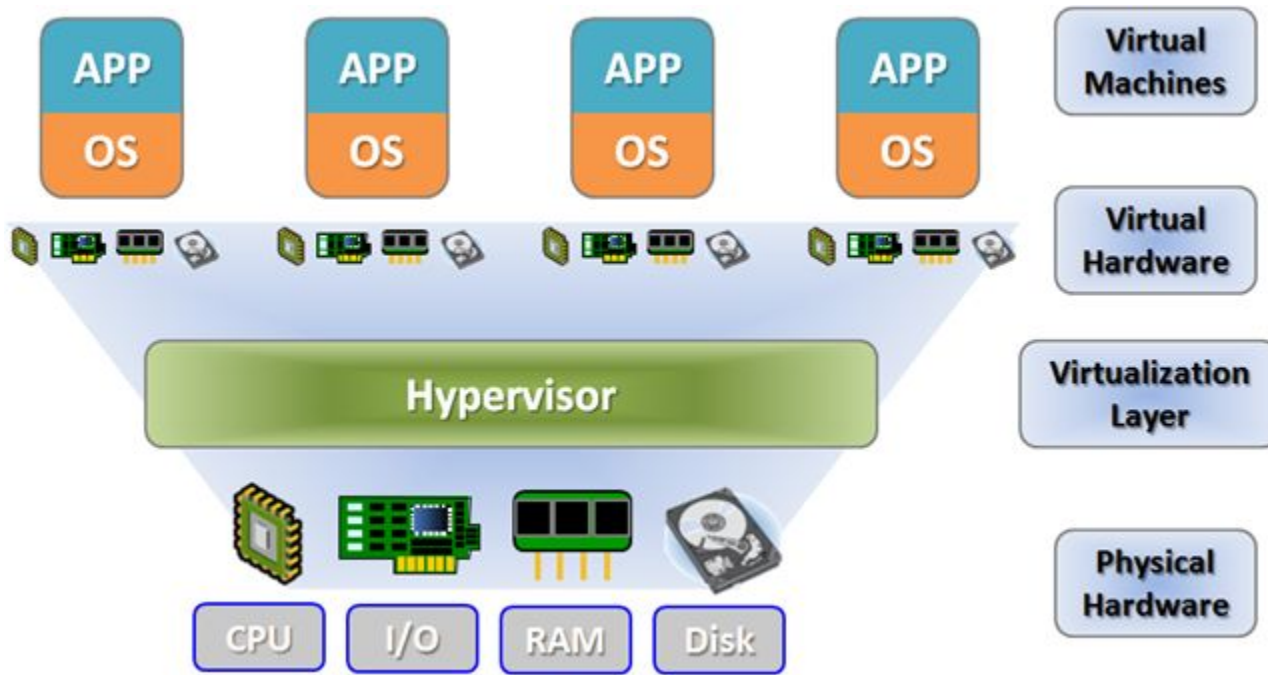 APP
OS
APP
OS
APP
OS
APP
OS
Virtual
Machines
Virtual
Hardware
Hypervisor
Virtualization
Layer
CPU
I/O
RAM
Disk
Physical
Hardware